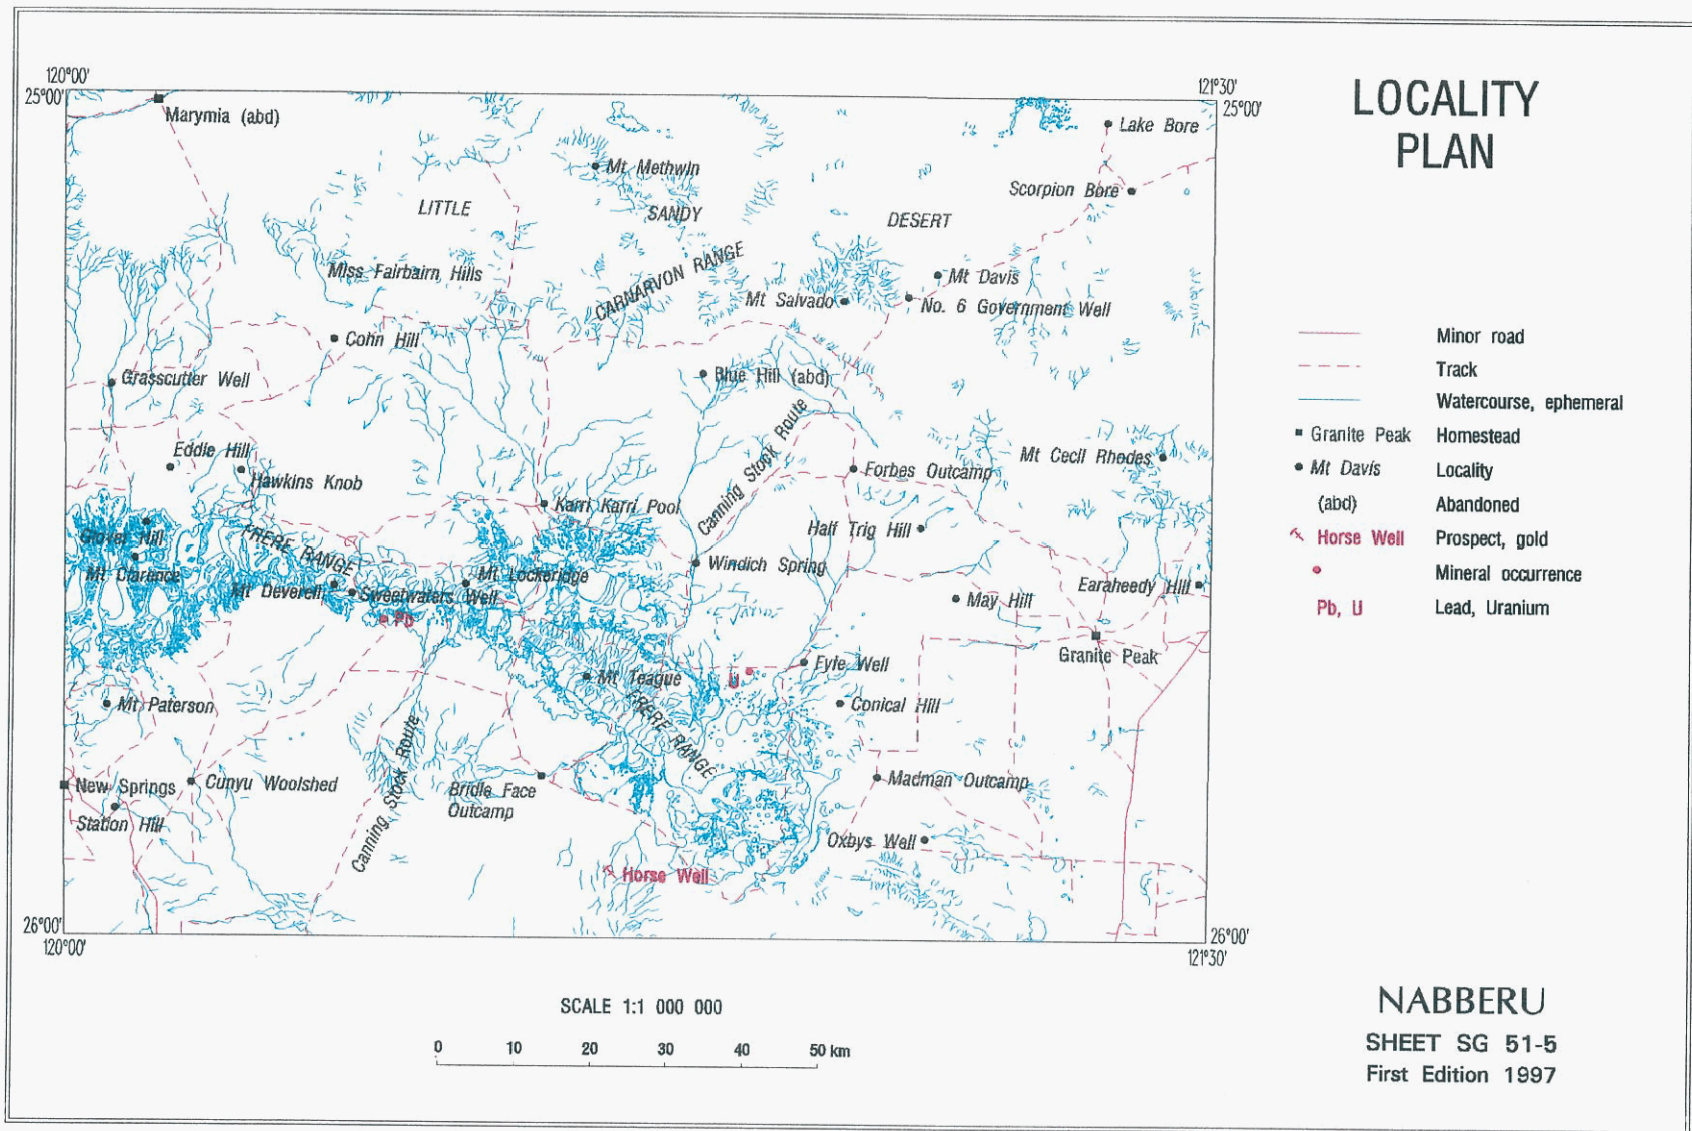 120°00'
25°00'
121°30'
25°00'
LOCALITY
PLAN
Marymia (abd)
Lake Bore
Mt Methwin
Scorpion Bore
LITTLE
SANDY
DESERT
Miss Fairbairn Hills
CARNARVON RANGE
Mt Davis
Mt Salvado
No. 6 Government Well
Cohn Hill
Grasscutter Well
Blue Hill (abd)
Canning Stock Route
Eddie Hill
Hawkins Knob
Forbes Outcamp
Mt Cecil Rhodes
Karri Karri Pool
Half Trig Hill
Glover Hill
FRERE RANGE
Mt Clarence
Mt Lockeridge
Windich Spring
Mt Deverell
Sweetwaters Well
May Hill
Earaheedy Hill
Pb
Granite Peak
Mt Teague
U
Fyfe Well
Mt Paterson
FRERE RANGE
Conical Hill
Canning Stock Route
New Springs
Cunyu Woolshed
Bridle Face
Outcamp
Madman Outcamp
Station Hill
Oxbys Well
Horse Well
26°00'
120°00'
26°00'
121°30'
Minor road
Track
Watercourse, ephemeral
Granite Peak Homestead
Mt Davis Locality
(abd) Abandoned
Horse Well Prospect, gold
Mineral occurrence
Pb, U Lead, Uranium
SCALE 1:1 000 000
0 10 20 30 40 50 km
NABBERU
SHEET SG 51-5
First Edition 1997